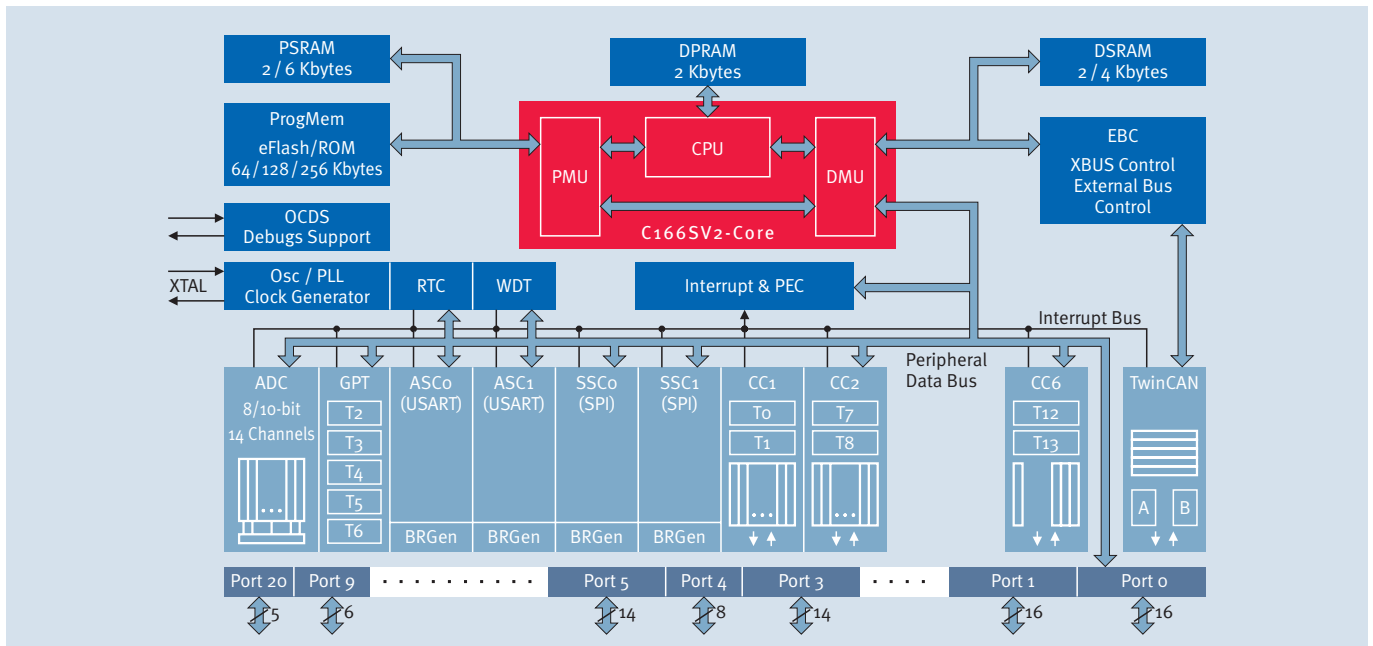 PSRAM
2 / 6 Kbytes
DPRAM
2 Kbytes
DSRAM
2 / 4 Kbytes
ProgMem
eFlash/ROM
64 / 128 / 256 Kbytes
PMU
CPU
DMU
C166SV2-Core
EBC
XBUS Control
External Bus
Control
OCDS
Debugs Support
XTAL
Osc / PLL
Clock Generator
RTC
WDT
Interrupt & PEC
Interrupt Bus
Peripheral
Data Bus
ADC
8/10-bit
14 Channels
GPT
T2
T3
T4
T5
T6
ASC0
(USART)
BRGen
ASC1
(USART)
BRGen
SSC0
(SPI)
BRGen
SSC1
(SPI)
BRGen
CC1
T0
T1
CC2
T7
T8
CC6
T12
T13
TwinCAN
A
B
Port 20
Port 9
Port 5
Port 4
Port 3
Port 1
Port 0
5
6
14
8
14
16
16